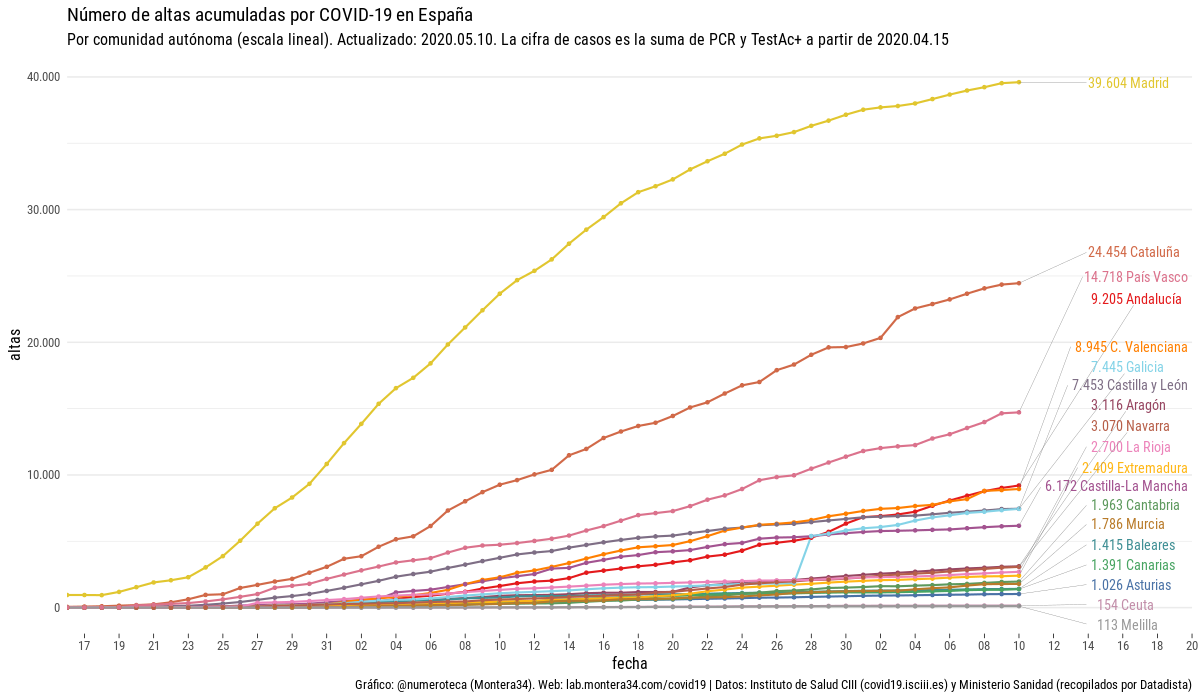 Número de altas acumuladas por COVID-19 en España
Por comunidad autónoma (escala lineal). Actualizado: 2020.05.10. La cifra de casos es la suma de PCR y TestAc+ a partir de 2020.04.15
40.000
30.000
20.000
10.000
0
altas
39.604 Madrid
24.454 Cataluña
14.718 País Vasco
9.205 Andalucía
8.945 C. Valenciana
7.445 Galicia
7.453 Castilla y León
3.116 Aragón
3.070 Navarra
2.700 La Rioja
2.409 Extremadura
6.172 Castilla-La Mancha
1.963 Cantabria
1.786 Murcia
1.415 Baleares
1.391 Canarias
1.026 Asturias
154 Ceuta
113 Melilla
17 19 21 23 25 27 29 31 02 04 06 08 10 12 14 16 18 20 22 24 26 28 30 02 04 06 08 10 12 14 16 18 20
fecha
Gráfico: @numeroteca (Montera34). Web: lab.montera34.com/covid19 | Datos: Instituto de Salud CIII (covid19.isciii.es) y Ministerio Sanidad (recopilados por Datadista)